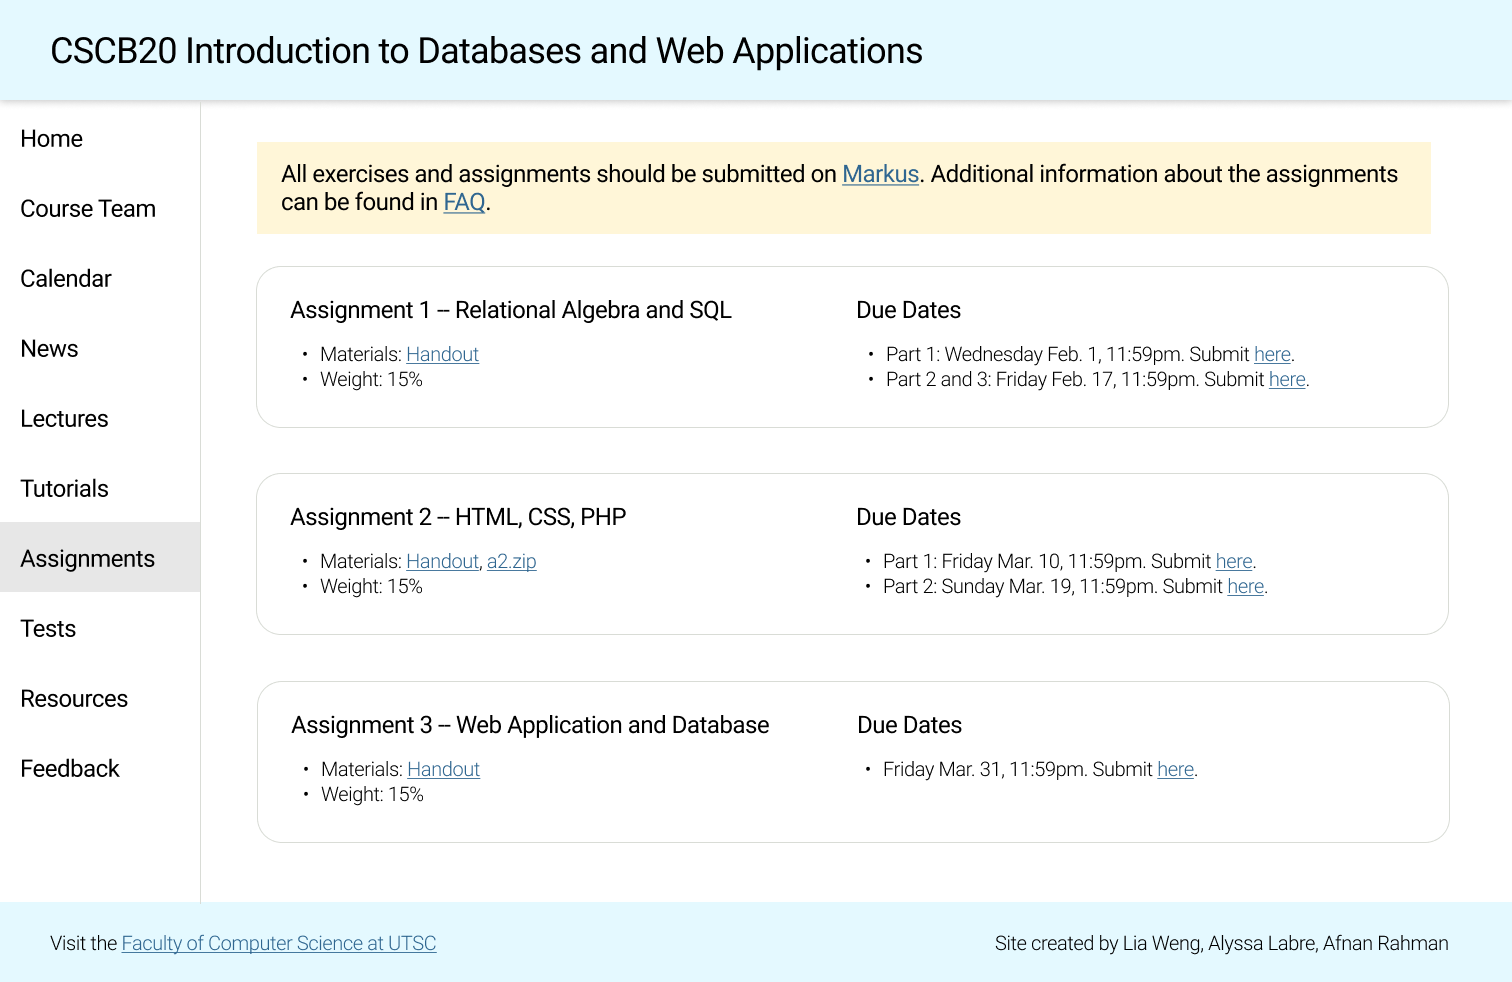 CSCB20 Introduction to Databases and Web Applications
Home
Course Team
Calendar
News
Lectures
Tutorials
Assignments
Tests
Resources
Feedback
All exercises and assignments should be submitted on Markus. Additional information about the assignments
can be found in FAQ.
Assignment 1 -- Relational Algebra and SQL
• Materials: Handout
• Weight: 15%
Due Dates
• Part 1: Wednesday Feb. 1, 11:59pm. Submit here.
• Part 2 and 3: Friday Feb. 17, 11:59pm. Submit here.
Assignment 2 -- HTML, CSS, PHP
• Materials: Handout, a2.zip
• Weight: 15%
Due Dates
• Part 1: Friday Mar. 10, 11:59pm. Submit here.
• Part 2: Sunday Mar. 19, 11:59pm. Submit here.
Assignment 3 -- Web Application and Database
• Materials: Handout
• Weight: 15%
Due Dates
• Friday Mar. 31, 11:59pm. Submit here.
Visit the Faculty of Computer Science at UTSC
Site created by Lia Weng, Alyssa Labre, Afnan Rahman